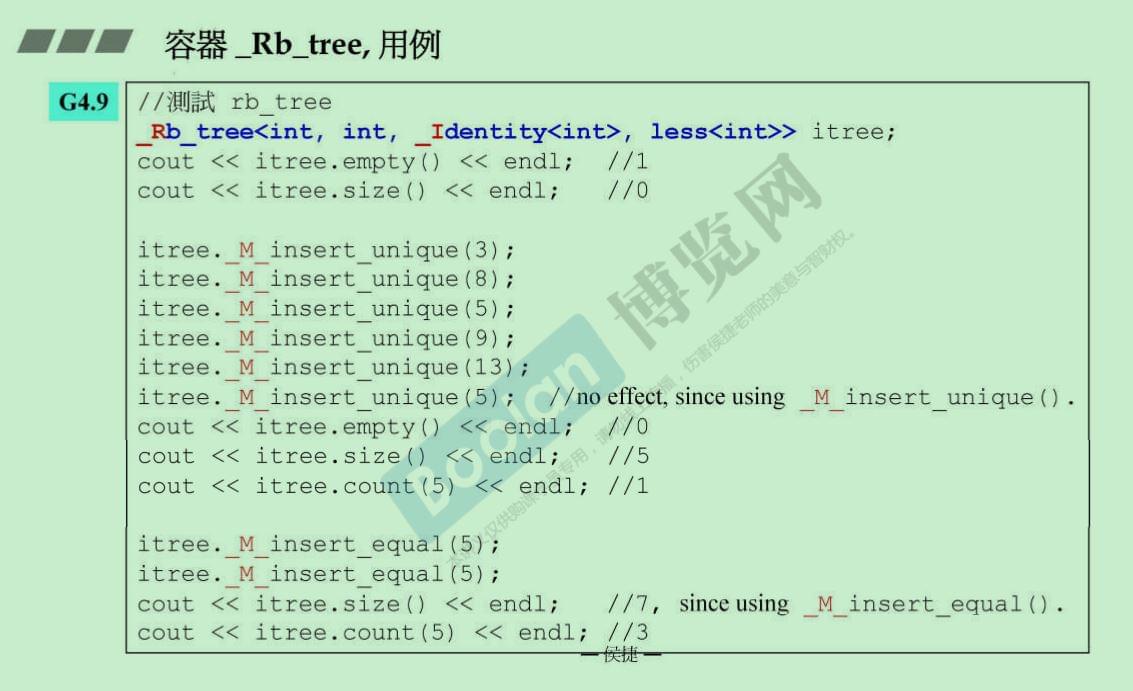 容器 _Rb_tree, 用例
G4.9
//測試 rb_tree
_Rb_tree<int, int, _Identity<int>, less<int>> itree;
cout << itree.empty() << endl; //1
cout << itree.size() << endl; //0
itree._M_insert_unique(3);
itree._M_insert_unique(8);
itree._M_insert_unique(5);
itree._M_insert_unique(9);
itree._M_insert_unique(13);
itree._M_insert_unique(5); //no effect, since using _M_insert_unique().
cout << itree.empty() << endl; //0
cout << itree.size() << endl; //5
cout << itree.count(5) << endl; //1
itree._M_insert_equal(5);
itree._M_insert_equal(5);
cout << itree.size() << endl; //7, since using _M_insert_equal().
cout << itree.count(5) << endl; //3
— 侯捷 —
Boolan 博览网